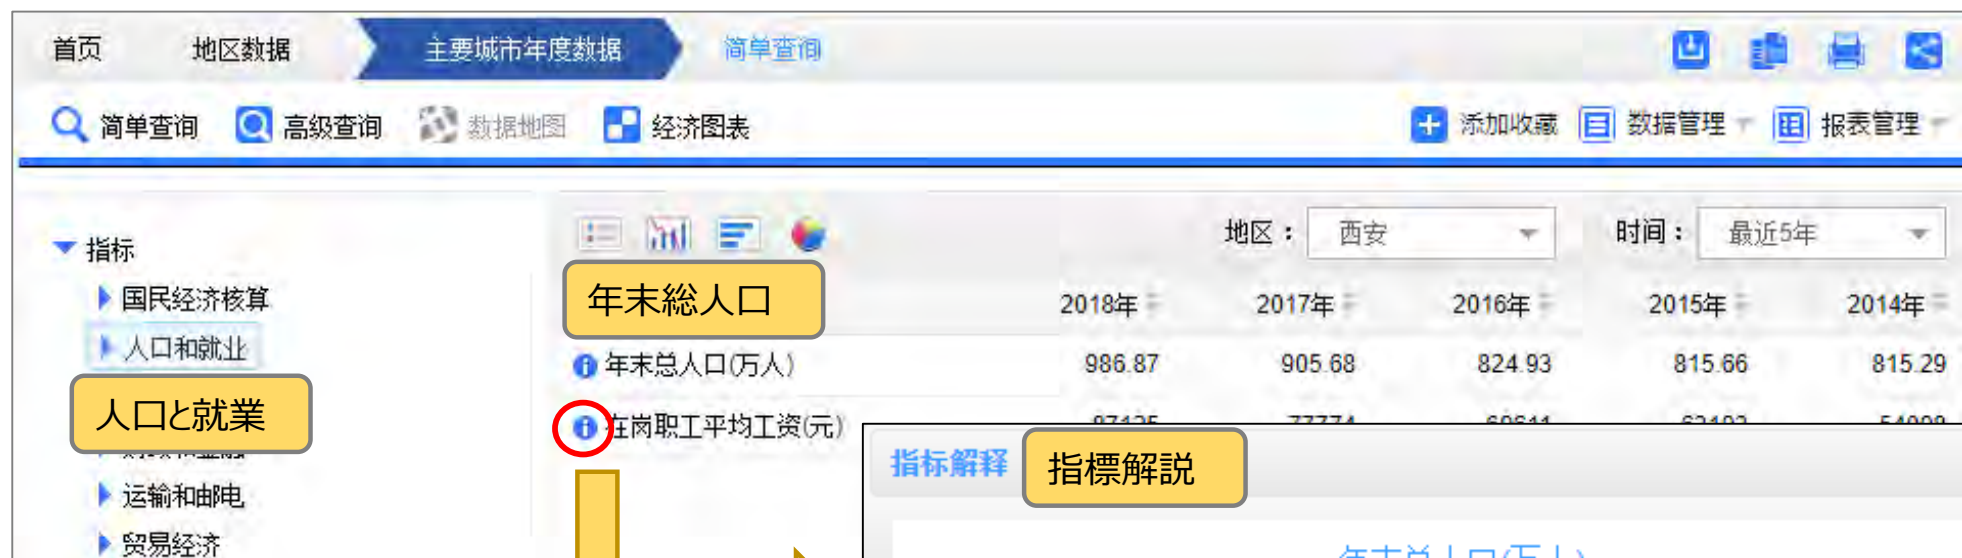 首页 地区数据 主要城市年度数据 简单查询
简单查询 高级查询 数据地图 经济图表 添加收藏 数据管理 报表管理
地区： 西安 时间： 最近5年
指标
国民经济核算
人口和就业
人口と就業
运输和邮电
贸易经济
年末総人口
2018年 2017年 2016年 2015年 2014年
年末总人口(万人) 986.87 905.68 824.93 815.66 815.29
在岗职工平均工资(元)
指标解释 指標解説
年末总人口(万人)